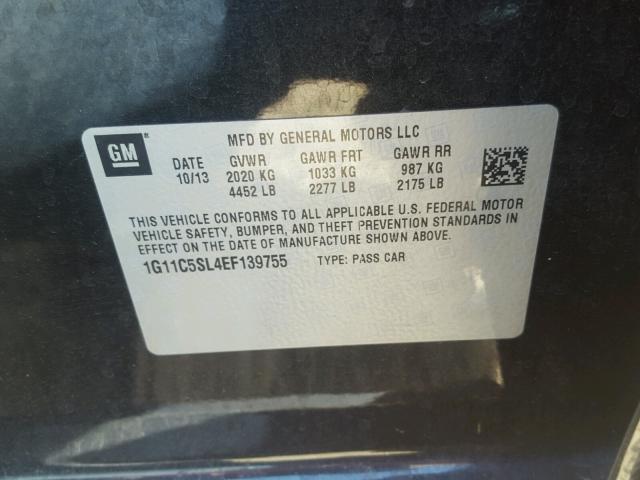 GM
MFD BY GENERAL MOTORS LLC
DATE GVWR GAWR FRT GAWR RR
10/13 2020 KG 1033 KG 987 KG
4452 LB 2277 LB 2175 LB
THIS VEHICLE CONFORMS TO ALL APPLICABLE U.S. FEDERAL MOTOR
VEHICLE SAFETY, BUMPER, AND THEFT PREVENTION STANDARDS IN
EFFECT ON THE DATE OF MANUFACTURE SHOWN ABOVE.
1G11C5SL4EF139755 TYPE: PASS CAR